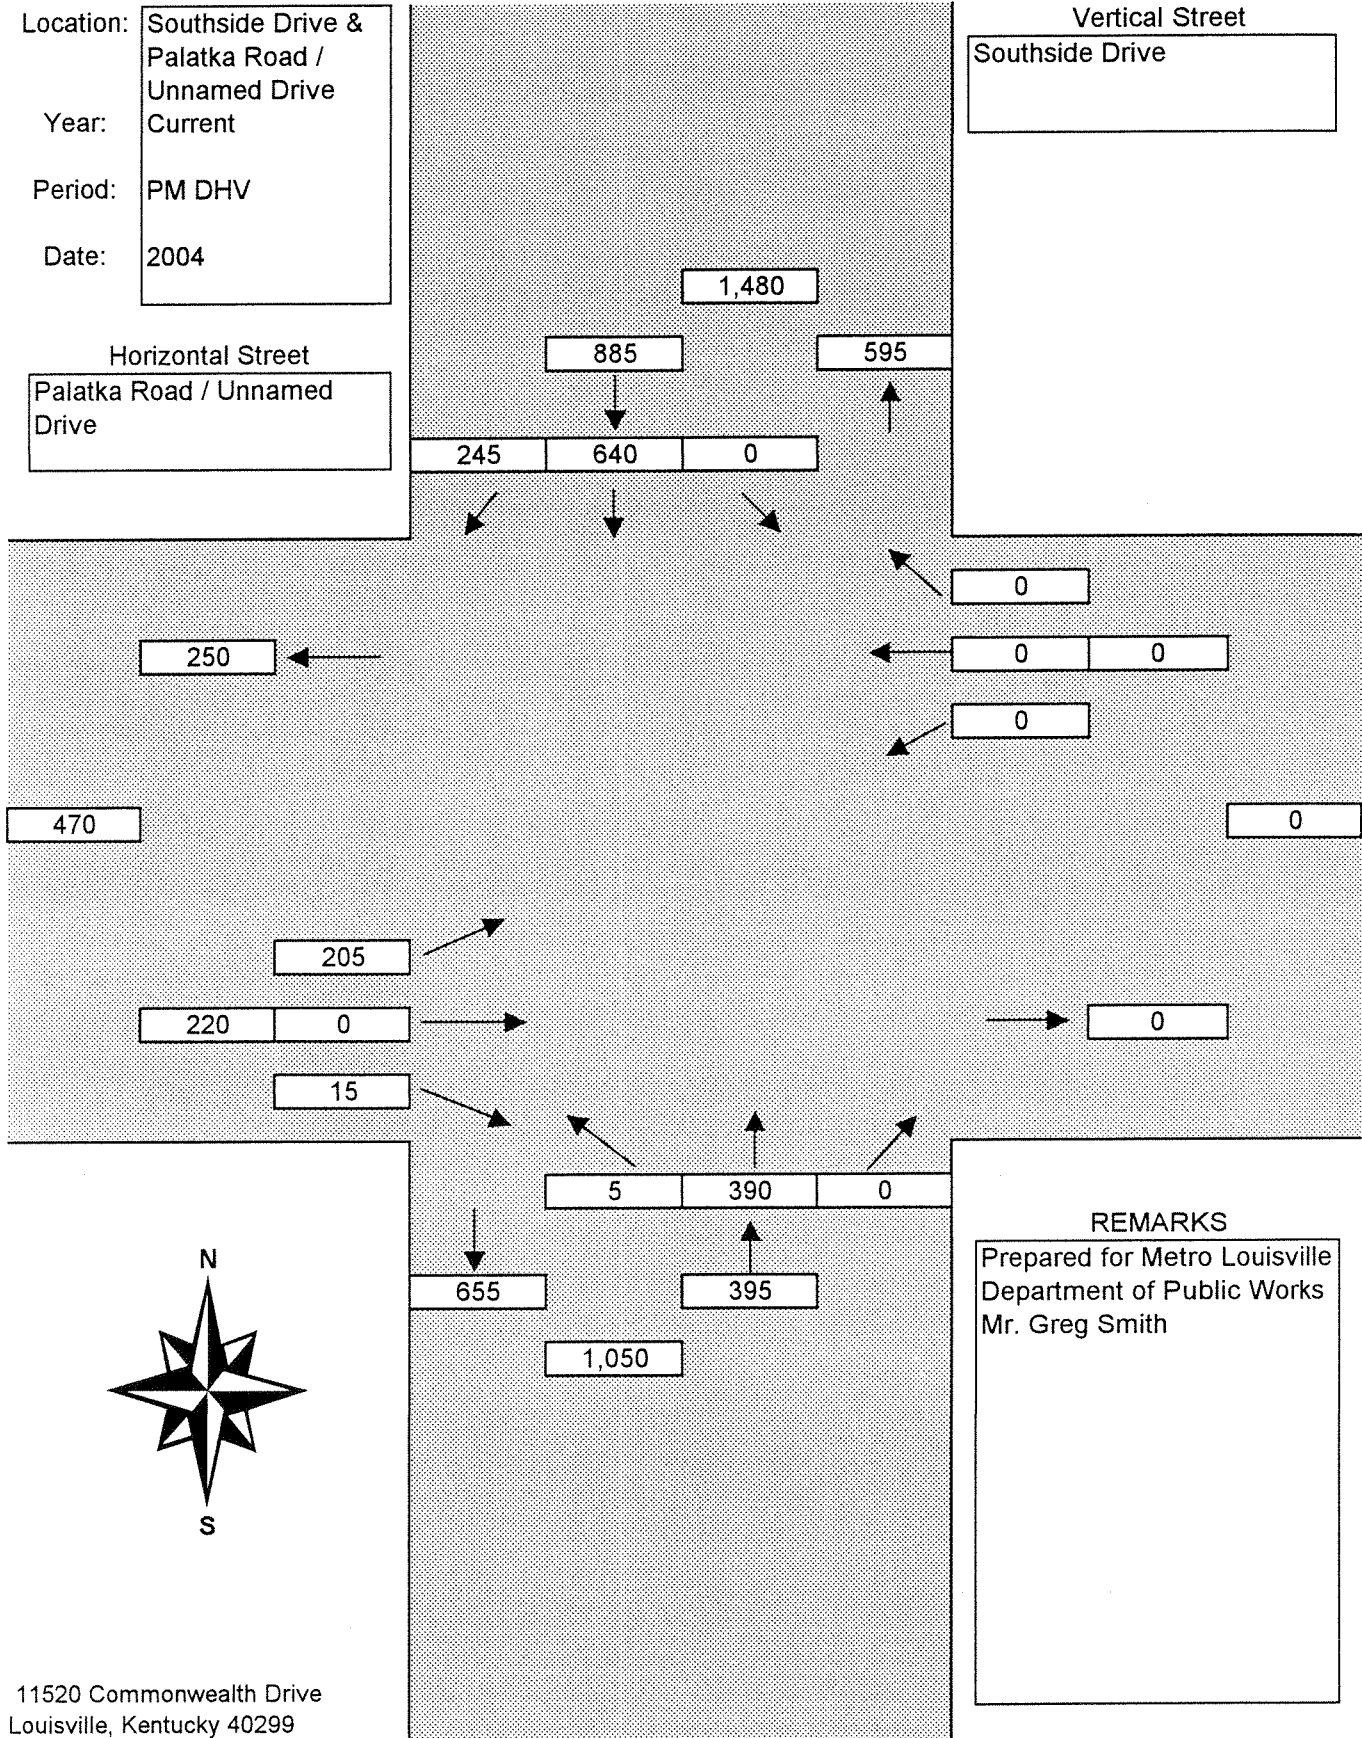 Location: Southside Drive &
Palatka Road /
Unnamed Drive
Year: Current
Period: PM DHV
Date: 2004
Vertical Street
Southside Drive
Horizontal Street
Palatka Road / Unnamed
Drive
1,480
885 595
245 640 0
0
250 0 0
0
470 0
205
220 0 0
15
5 390 0
655 395
1,050
N
S
REMARKS
Prepared for Metro Louisville
Department of Public Works
Mr. Greg Smith
11520 Commonwealth Drive
Louisville, Kentucky 40299